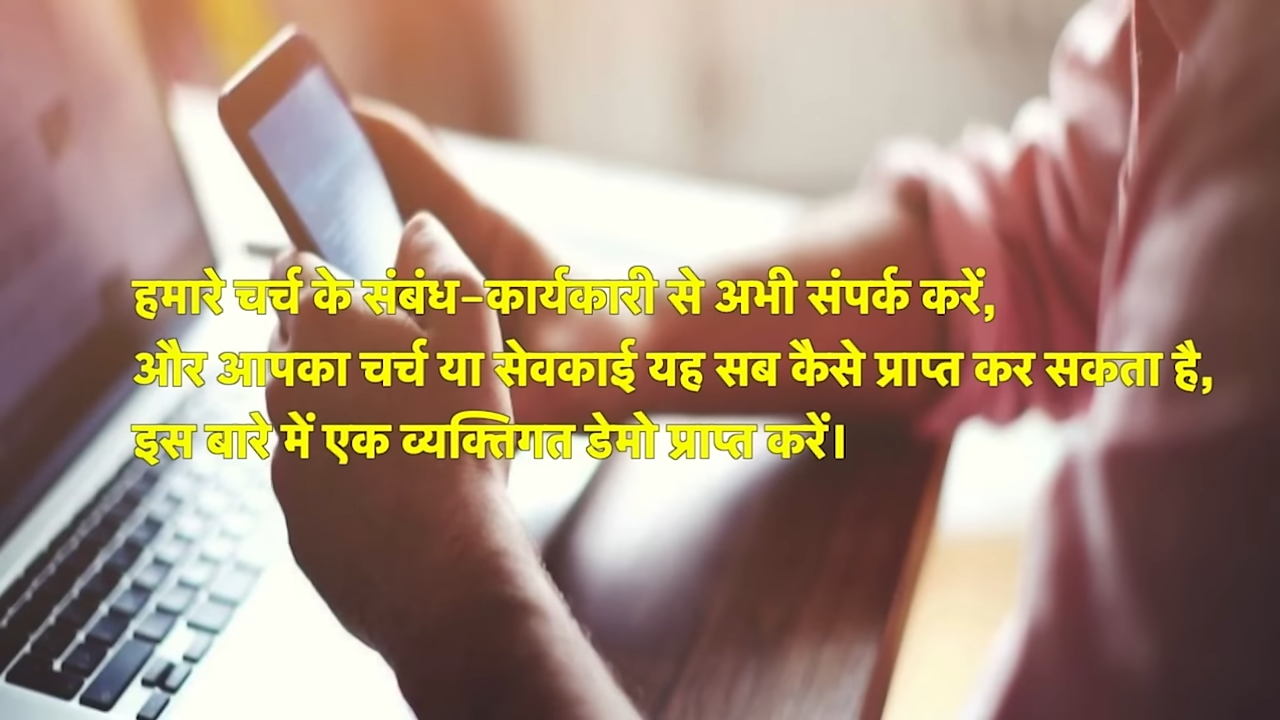 हमारे चर्च के संबंध-कार्यकारी से अभी संपर्क करें,
और आपका चर्च या सेवकाई यह सब कैसे प्राप्त कर सकता है,
इस बारे में एक व्यक्तिगत डेमो प्राप्त करें।